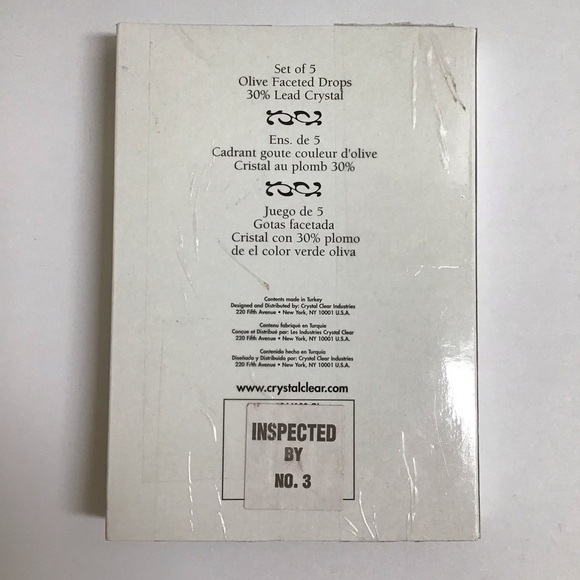 Set of 5
Olive Faceted Drops
30% Lead Crystal
Ens. de 5
Cadrant goute couleur d'olive
Cristal au plomb 30%
Juego de 5
Gotas facetada
Cristal con 30% plomo
de el color verde oliva
Contents made in Turkey
Designed and Distributed by: Crystal Clear Industries
220 Fifth Avenue • New York, NY 10001 U.S.A.
Contenu fabriqué en Turquie
Conçue et Distribué par: Les Industries Crystal Clear
220 Fifth Avenue • New York, NY 10001 U.S.A.
Contenido hecho en Turquía
Diseñado y Distribuido por: Crystal Clear Industries
220 Fifth Avenue • New York, NY 10001 U.S.A.
www.crystalclear.com
INSPECTED
BY
NO. 3